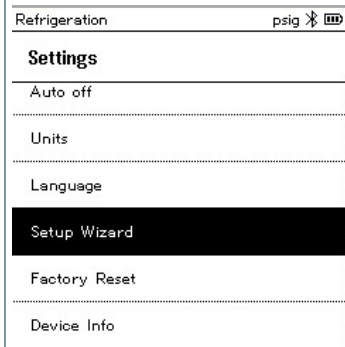 Refrigeration psig
Settings
Auto off
Units
Language
Setup Wizard
Factory Reset
Device Info